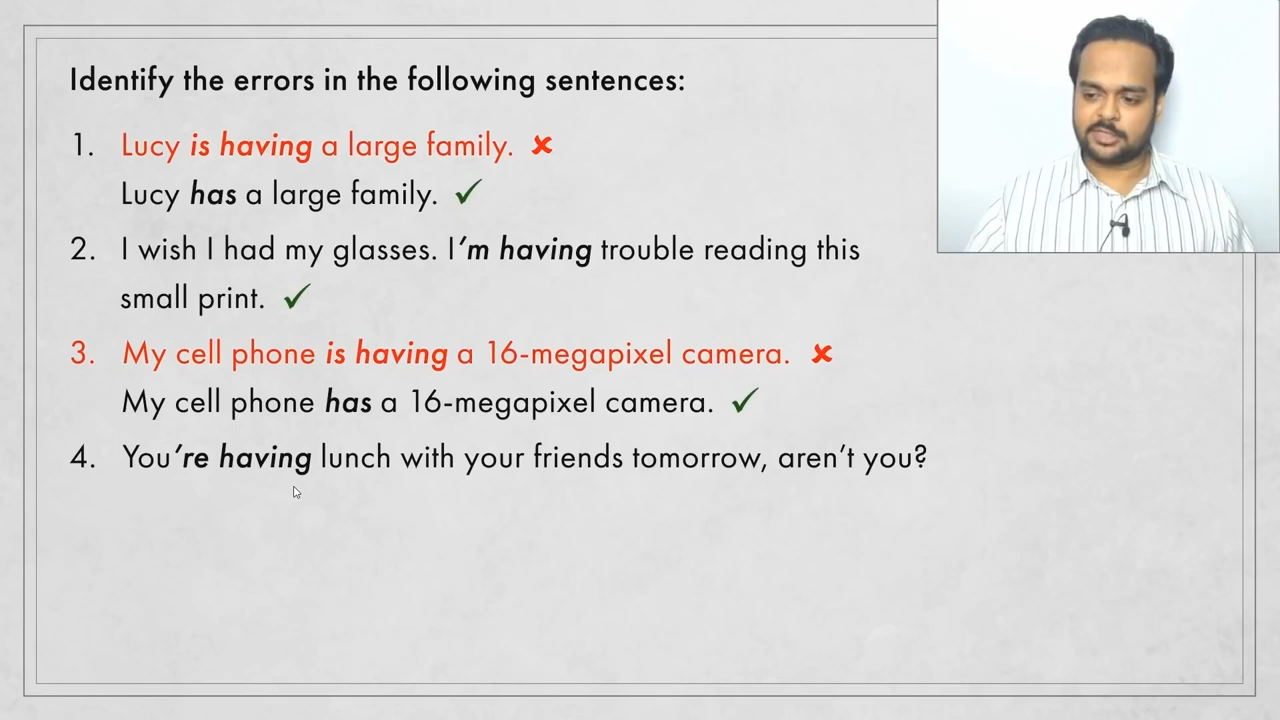 Identify the errors in the following sentences:
1. Lucy is having a large family. ✘
Lucy has a large family. ✓
2. I wish I had my glasses. I’m having trouble reading this
small print. ✓
3. My cell phone is having a 16-megapixel camera. ✘
My cell phone has a 16-megapixel camera. ✓
4. You’re having lunch with your friends tomorrow, aren’t you?